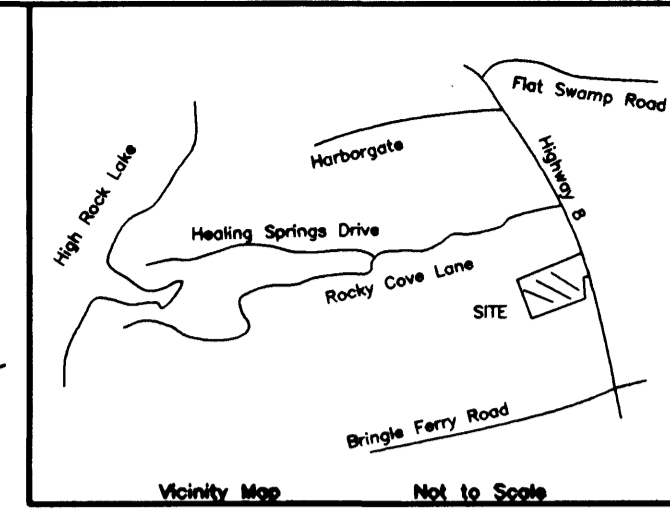 Flat Swamp Road
Harborgate
Highway 8
High Rock Lake
Healing Springs Drive
Rocky Cove Lane
SITE
Bringle Ferry Road
Vicinity Map
Not to Scale